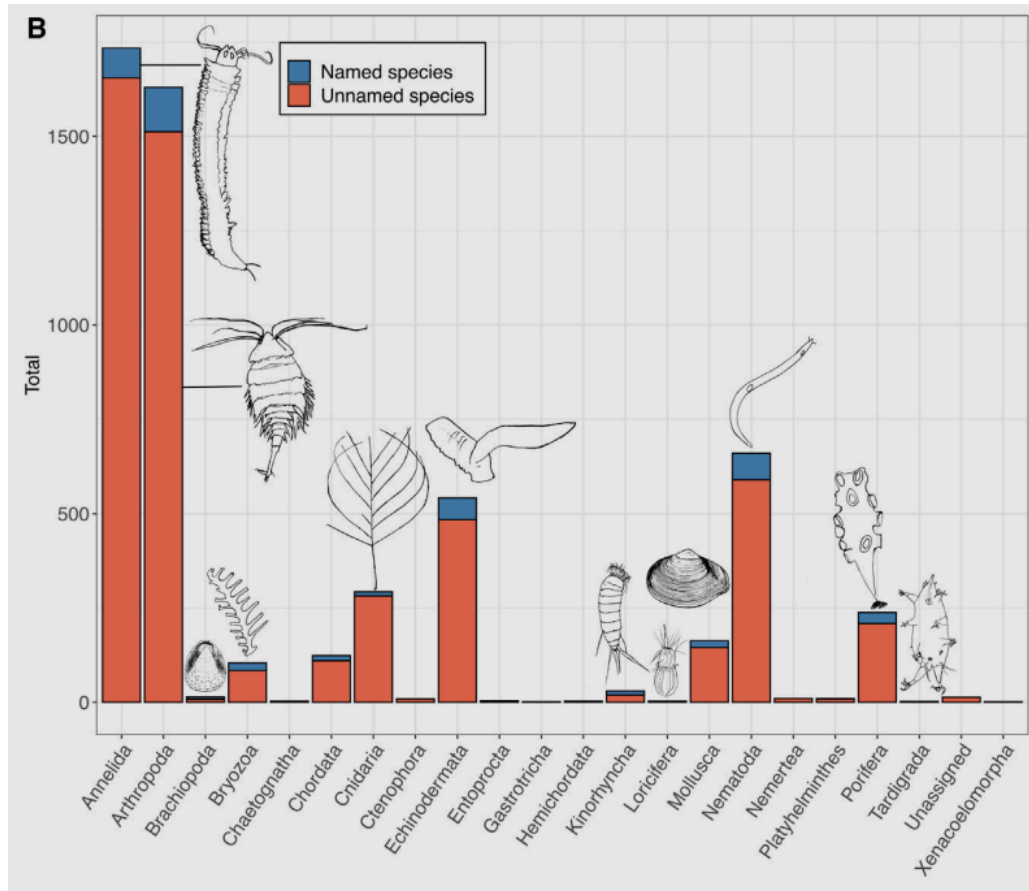 B
Named species
Unnamed species
Total
1500
1000
500
0
Annelida
Arthropoda
Brachiopoda
Bryozoa
Chaetognatha
Chordata
Cnidaria
Ctenophora
Echinodermata
Entoprocta
Gastrotricha
Hemichordata
Kinorhyncha
Loricifera
Mollusca
Nematoda
Nemertea
Platyhelminthes
Porifera
Tardigrada
Unassigned
Xenacoelomorpha